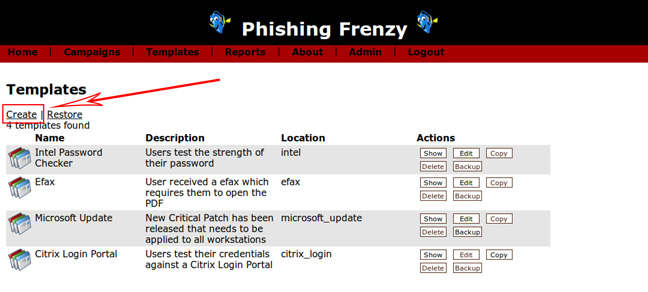 Phishing Frenzy
Home | Campaigns | Templates | Reports | About | Admin | Logout
Templates
Create | Restore
4 templates found
Name Description Location Actions
Intel Password Users test the strength of intel Show Edit Copy
Checker their password Delete Backup
Efax User received a efax which efax Show Edit Copy
requires them to open the Delete Backup
PDF
Microsoft Update New Critical Patch has been microsoft_update Show Edit Copy
released that needs to be Delete Backup
applied to all workstations
Citrix Login Portal Users test their credentials citrix_login Show Edit Copy
against a Citrix Login Portal Delete Backup